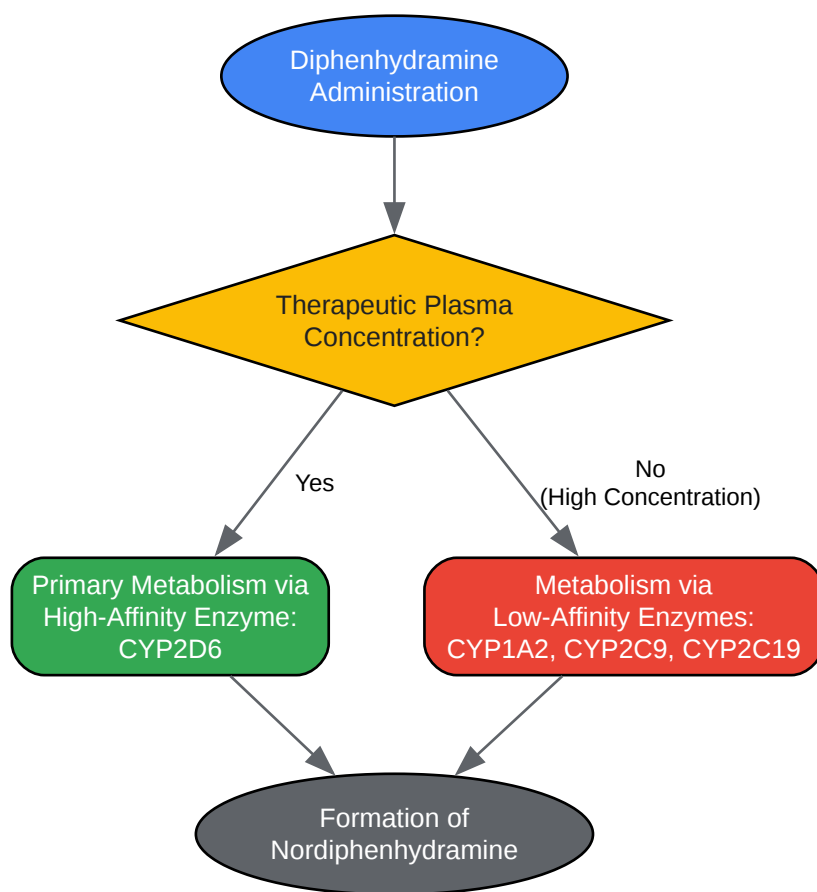 Diphenhydramine
Administration
Therapeutic Plasma
Concentration?
Yes
No
(High Concentration)
Primary Metabolism via
High-Affinity Enzyme:
CYP2D6
Metabolism via
Low-Affinity Enzymes:
CYP1A2, CYP2C9, CYP2C19
Formation of
Nordiphenhydramine